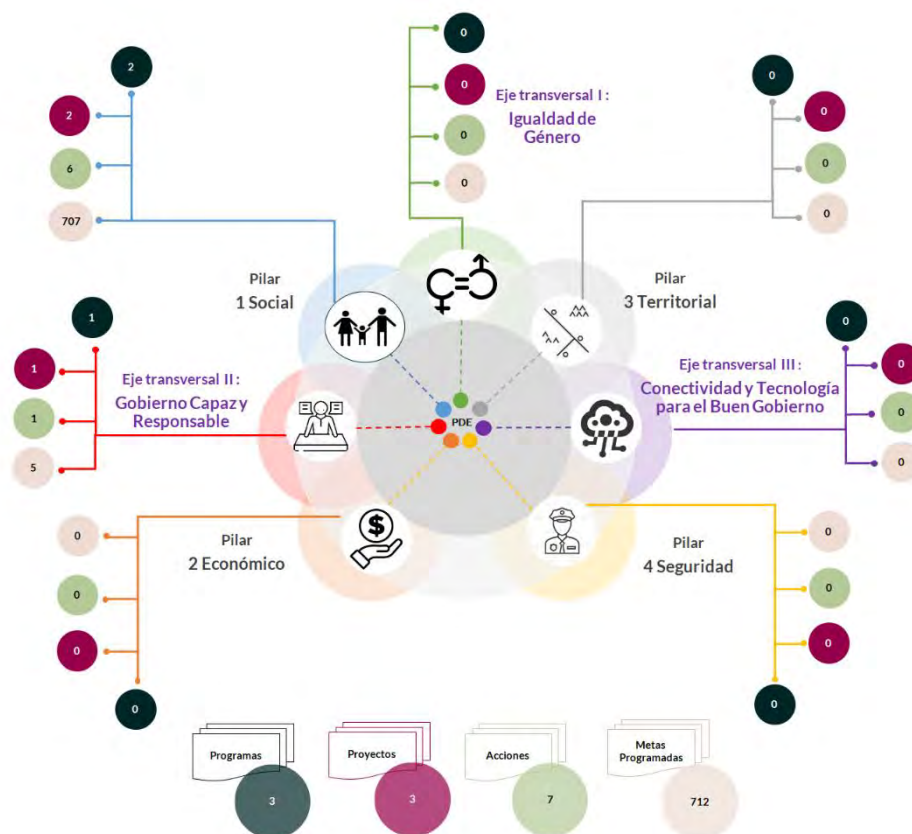 0
2
0
0
Eje transversal I :
Igualdad de
Género
0
0
2
6
0
0
0
0
707
Pilar
1 Social
Pilar
3 Territorial
1
0
1
Eje transversal II :
Gobierno Capaz y
Responsable
1
5
PDE
Eje transversal III :
Conectividad y Tecnología
para el Buen Gobierno
0
0
0
$
0
Pilar
2 Económico
Pilar
4 Seguridad
0
0
0
0
0
0
0
Programas
3
Proyectos
3
Acciones
7
Metas
Programadas
712